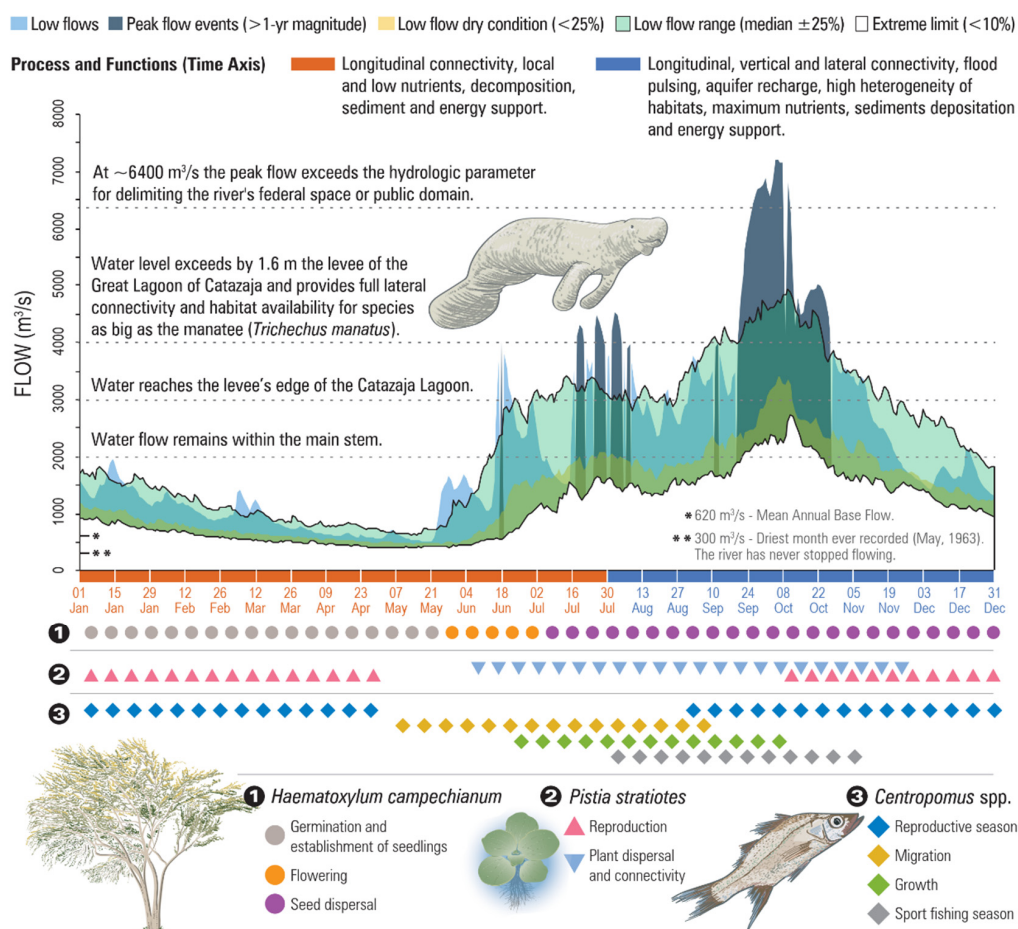 Low flows
Peak flow events (>1-yr magnitude)
Low flow dry condition (<25%)
Low flow range (median ±25%)
Extreme limit (<10%)
Process and Functions (Time Axis)
Longitudinal connectivity, local
and low nutrients, decomposition,
sediment and energy support.
Longitudinal, vertical and lateral connectivity, flood
pulsing, aquifer recharge, high heterogeneity of
habitats, maximum nutrients, sediments depositation
and energy support.
FLOW (m³/s)
8000
7000
6000
5000
4000
3000
2000
1000
0
At ~6400 m³/s the peak flow exceeds the hydrologic parameter
for delimiting the river's federal space or public domain.
Water level exceeds by 1.6 m the levee of the
Great Lagoon of Catazaja and provides full lateral
connectivity and habitat availability for species
as big as the manatee (Trichechus manatus).
Water reaches the levee's edge of the Catazaja Lagoon.
Water flow remains within the main stem.
* 620 m³/s - Mean Annual Base Flow.
** 300 m³/s - Driest month ever recorded (May, 1963).
The river has never stopped flowing.
*
**
01 15 29 12 26 12 26 09 23 07 21 04 18 02 16 30 13 27 10 24 08 22 05 19 03 17 31
Jan Jan Jan Feb Feb Mar Mar Apr Apr May May Jun Jun Jul Jul Jul Aug Aug Sep Sep Oct Oct Nov Nov Dec Dec Dec
1
2
3
1 Haematoxylum campechianum
Germination and
establishment of seedlings
Flowering
Seed dispersal
2 Pistia stratiotes
Reproduction
Plant dispersal
and connectivity
3 Centropomus spp.
Reproductive season
Migration
Growth
Sport fishing season